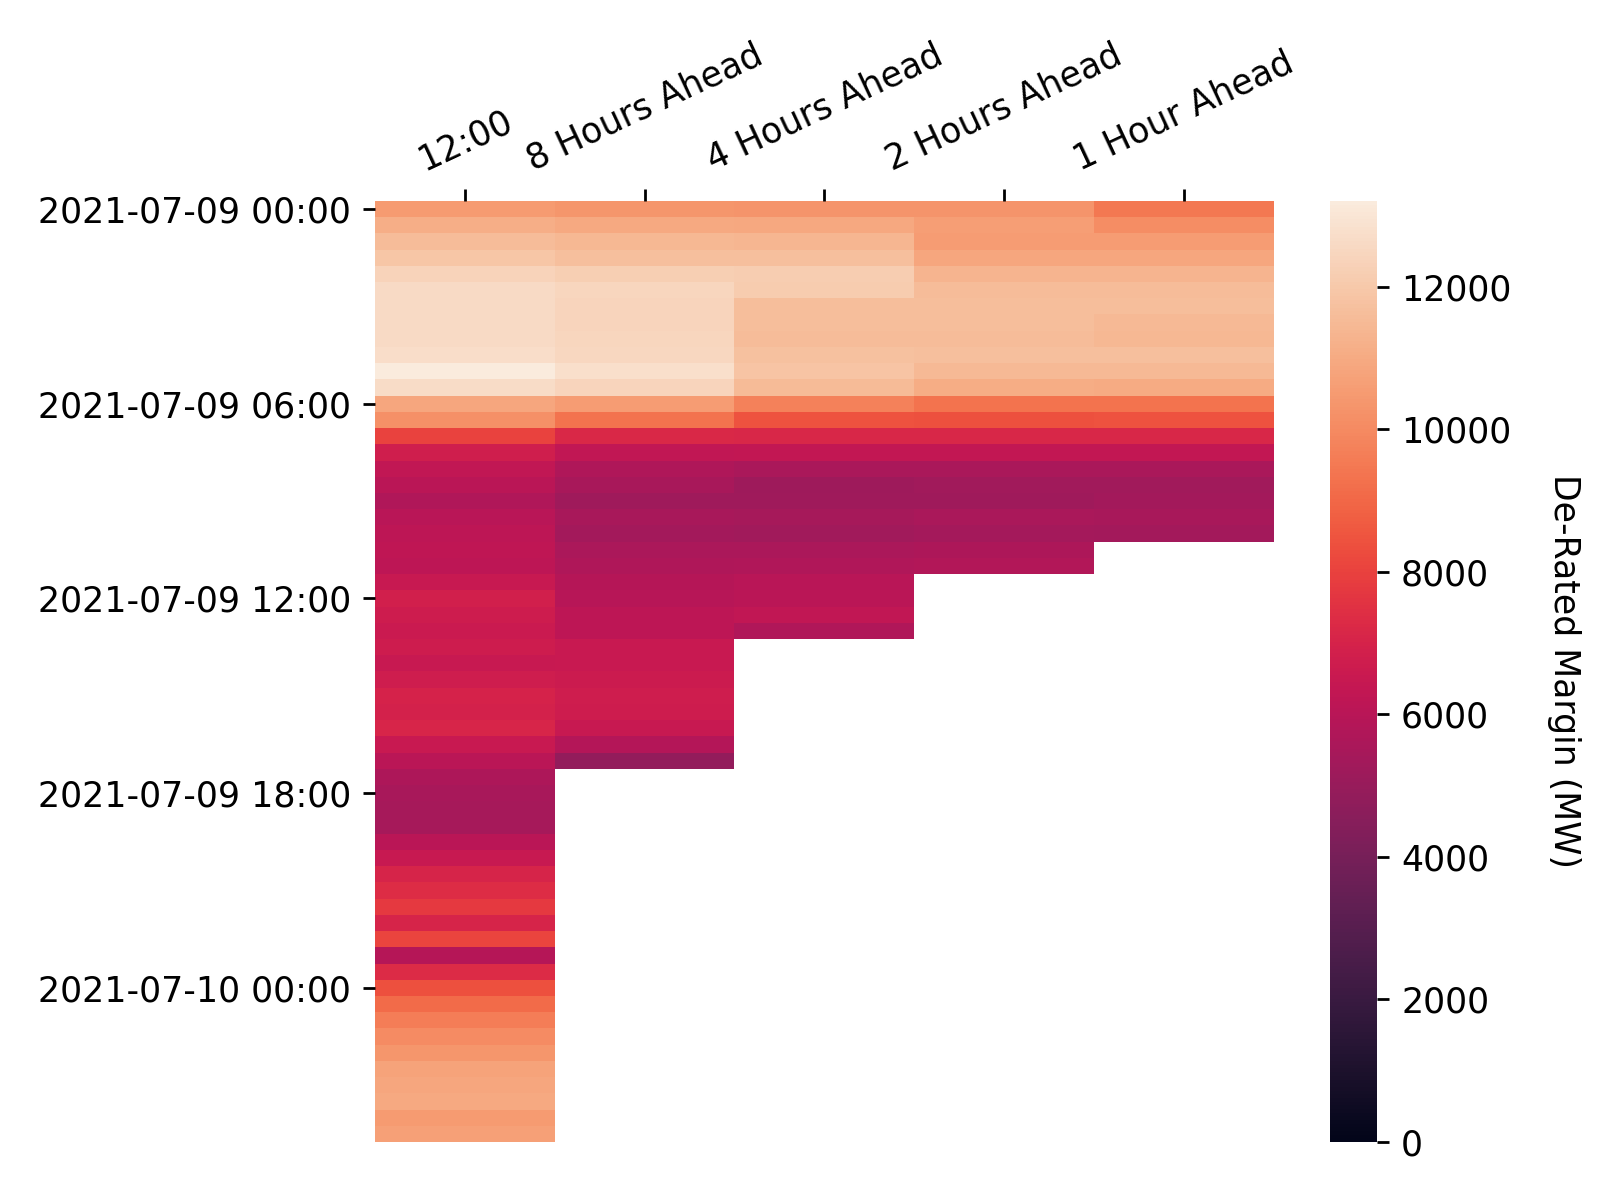 12:00
8 Hours Ahead
4 Hours Ahead
2 Hours Ahead
1 Hour Ahead
2021-07-09 00:00
2021-07-09 06:00
2021-07-09 12:00
2021-07-09 18:00
2021-07-10 00:00
12000
10000
8000
6000
4000
2000
0
De-Rated Margin (MW)